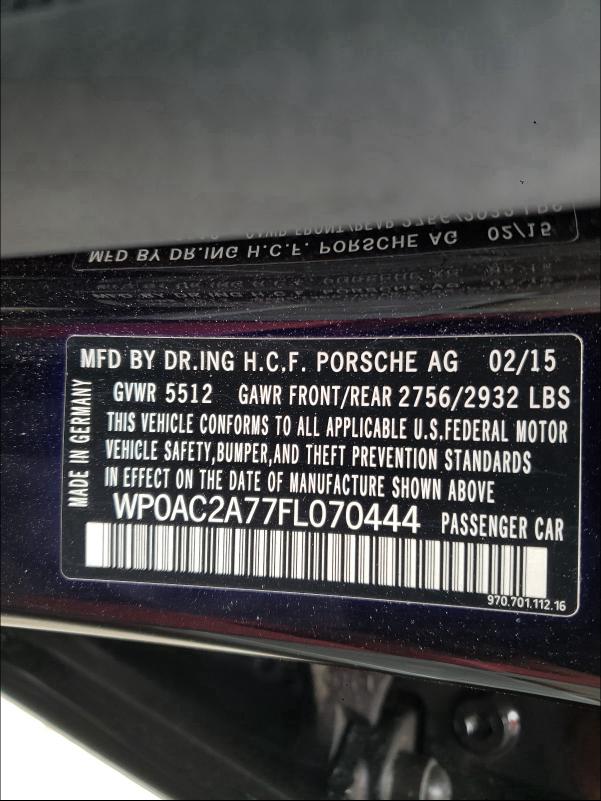 MFD BY DR.ING H.C.F. PORSCHE AG 02/15
GVWR 5512 GAWR FRONT/REAR 2756/2932 LBS
THIS VEHICLE CONFORMS TO ALL APPLICABLE U.S.FEDERAL MOTOR
VEHICLE SAFETY,BUMPER,AND THEFT PREVENTION STANDARDS
IN EFFECT ON THE DATE OF MANUFACTURE SHOWN ABOVE
WP0AC2A77FL070444 PASSENGER CAR
970.701.112.16
MADE IN GERMANY